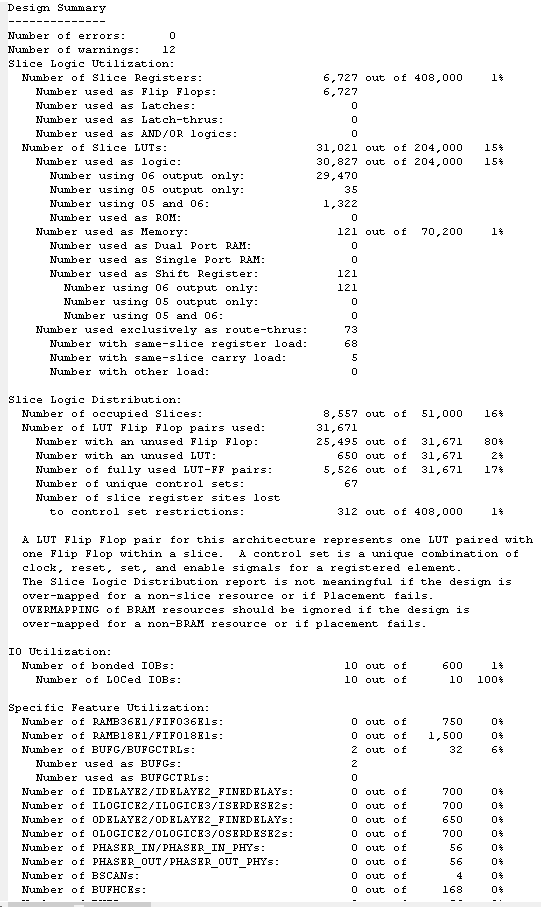 Design Summary
--------------
Number of errors: 0
Number of warnings: 12
Slice Logic Utilization:
Number of Slice Registers: 6,727 out of 408,000 1%
Number used as Flip Flops: 6,727
Number used as Latches: 0
Number used as Latch-thrus: 0
Number used as AND/OR logics: 0
Number of Slice LUTs: 31,021 out of 204,000 15%
Number used as logic: 30,827 out of 204,000 15%
Number using O6 output only: 29,470
Number using O5 output only: 35
Number using O5 and O6: 1,322
Number used as ROM: 0
Number used as Memory: 121 out of 70,200 1%
Number used as Dual Port RAM: 0
Number used as Single Port RAM: 0
Number used as Shift Register: 121
Number using O6 output only: 121
Number using O5 output only: 0
Number using O5 and O6: 0
Number used exclusively as route-thrus: 73
Number with same-slice register load: 68
Number with same-slice carry load: 5
Number with other load: 0
Slice Logic Distribution:
Number of occupied Slices: 8,557 out of 51,000 16%
Number of LUT Flip Flop pairs used: 31,671
Number with an unused Flip Flop: 25,495 out of 31,671 80%
Number with an unused LUT: 650 out of 31,671 2%
Number of fully used LUT-FF pairs: 5,526 out of 31,671 17%
Number of unique control sets: 67
Number of slice register sites lost
to control set restrictions: 312 out of 408,000 1%
A LUT Flip Flop pair for this architecture represents one LUT paired with
one Flip Flop within a slice. A control set is a unique combination of
clock, reset, set, and enable signals for a registered element.
The Slice Logic Distribution report is not meaningful if the design is
over-mapped for a non-slice resource or if Placement fails.
OVERMAPPING of BRAM resources should be ignored if the design is
over-mapped for a non-BRAM resource or if placement fails.
IO Utilization:
Number of bonded IOBs: 10 out of 600 1%
Number of LOCed IOBs: 10 out of 10 100%
Specific Feature Utilization:
Number of RAMB36E1/FIFO36E1s: 0 out of 750 0%
Number of RAMB18E1/FIFO18E1s: 0 out of 1,500 0%
Number of BUFG/BUFGCTRLs: 2 out of 32 6%
Number used as BUFGs: 2
Number used as BUFGCTRLs: 0
Number of IDELAYE2/IDELAYE2_FINEDELAYs: 0 out of 700 0%
Number of ILOGICE2/ILOGICE3/ISERDESE2s: 0 out of 700 0%
Number of ODELAYE2/ODELAYE2_FINEDELAYs: 0 out of 650 0%
Number of OLOGICE2/OLOGICE3/OSERDESE2s: 0 out of 700 0%
Number of PHASER_IN/PHASER_IN_PHYs: 0 out of 56 0%
Number of PHASER_OUT/PHASER_OUT_PHYs: 0 out of 56 0%
Number of BSCANs: 0 out of 4 0%
Number of BUFHCEs: 0 out of 168 0%